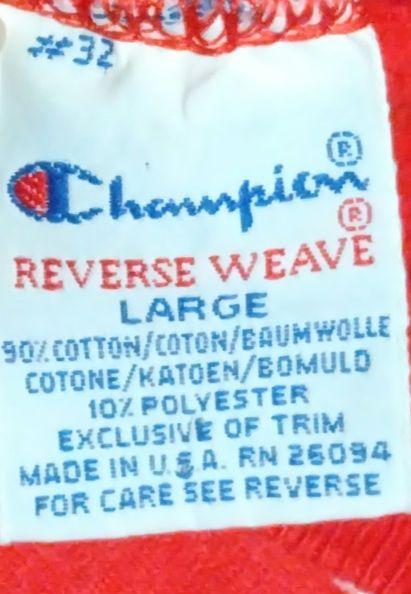 #32
Champion®
®
REVERSE WEAVE
LARGE
90% COTTON/COTON/BAUMWOLLE
COTONE/KATOEN/BOMULD
10% POLYESTER
EXCLUSIVE OF TRIM
MADE IN U.S.A. RN 26094
FOR CARE SEE REVERSE